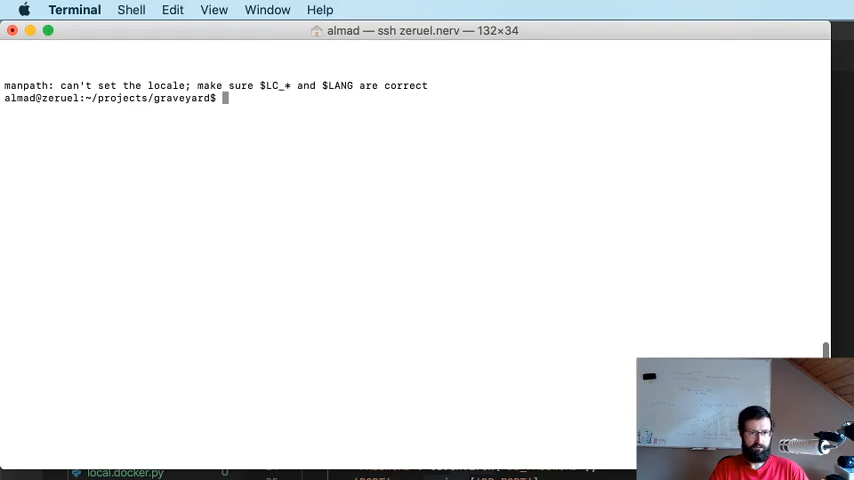 Terminal Shell Edit View Window Help
almad — ssh zeruel.nerv — 132×34
manpath: can't set the locale; make sure $LC_* and $LANG are correct
almad@zeruel:~/projects/graveyard$
local.docker.py U